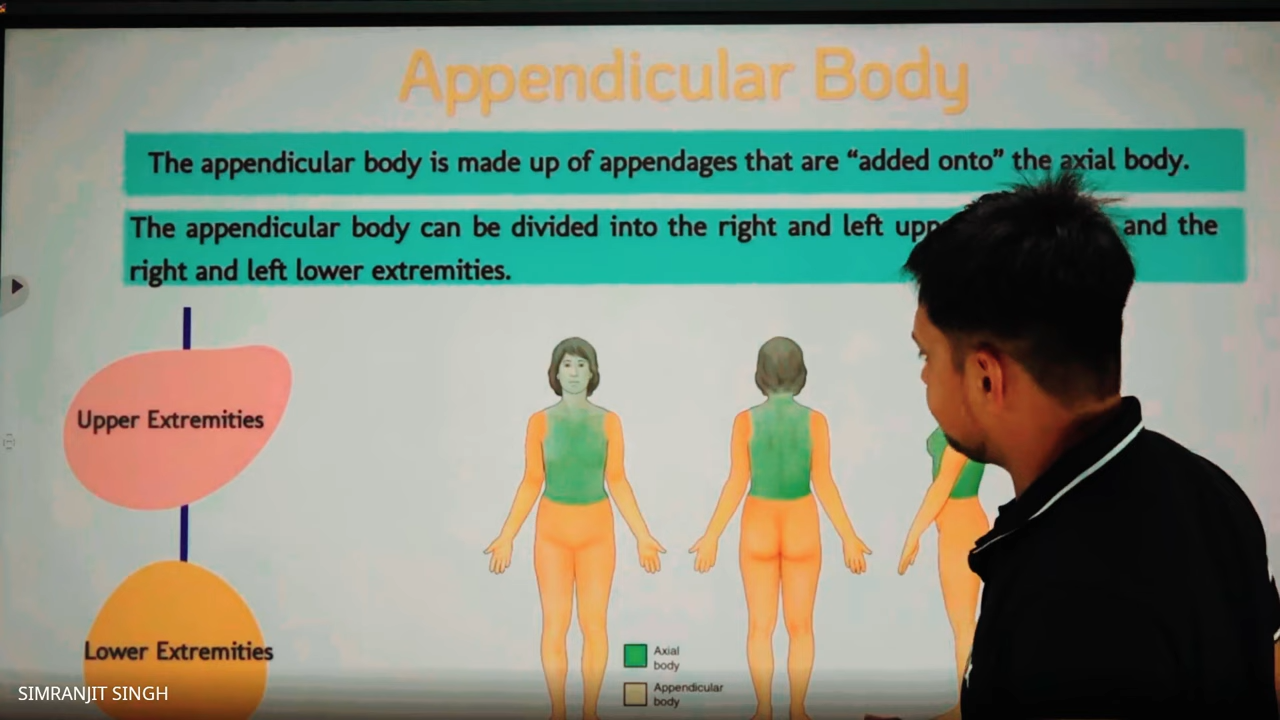 Appendicular Body
The appendicular body is made up of appendages that are “added onto” the axial body.
The appendicular body can be divided into the right and left and the
right and left lower extremities.
Upper Extremities
Lower Extremities
Axial
body
Appendicular
body
SIMRANJIT SINGH